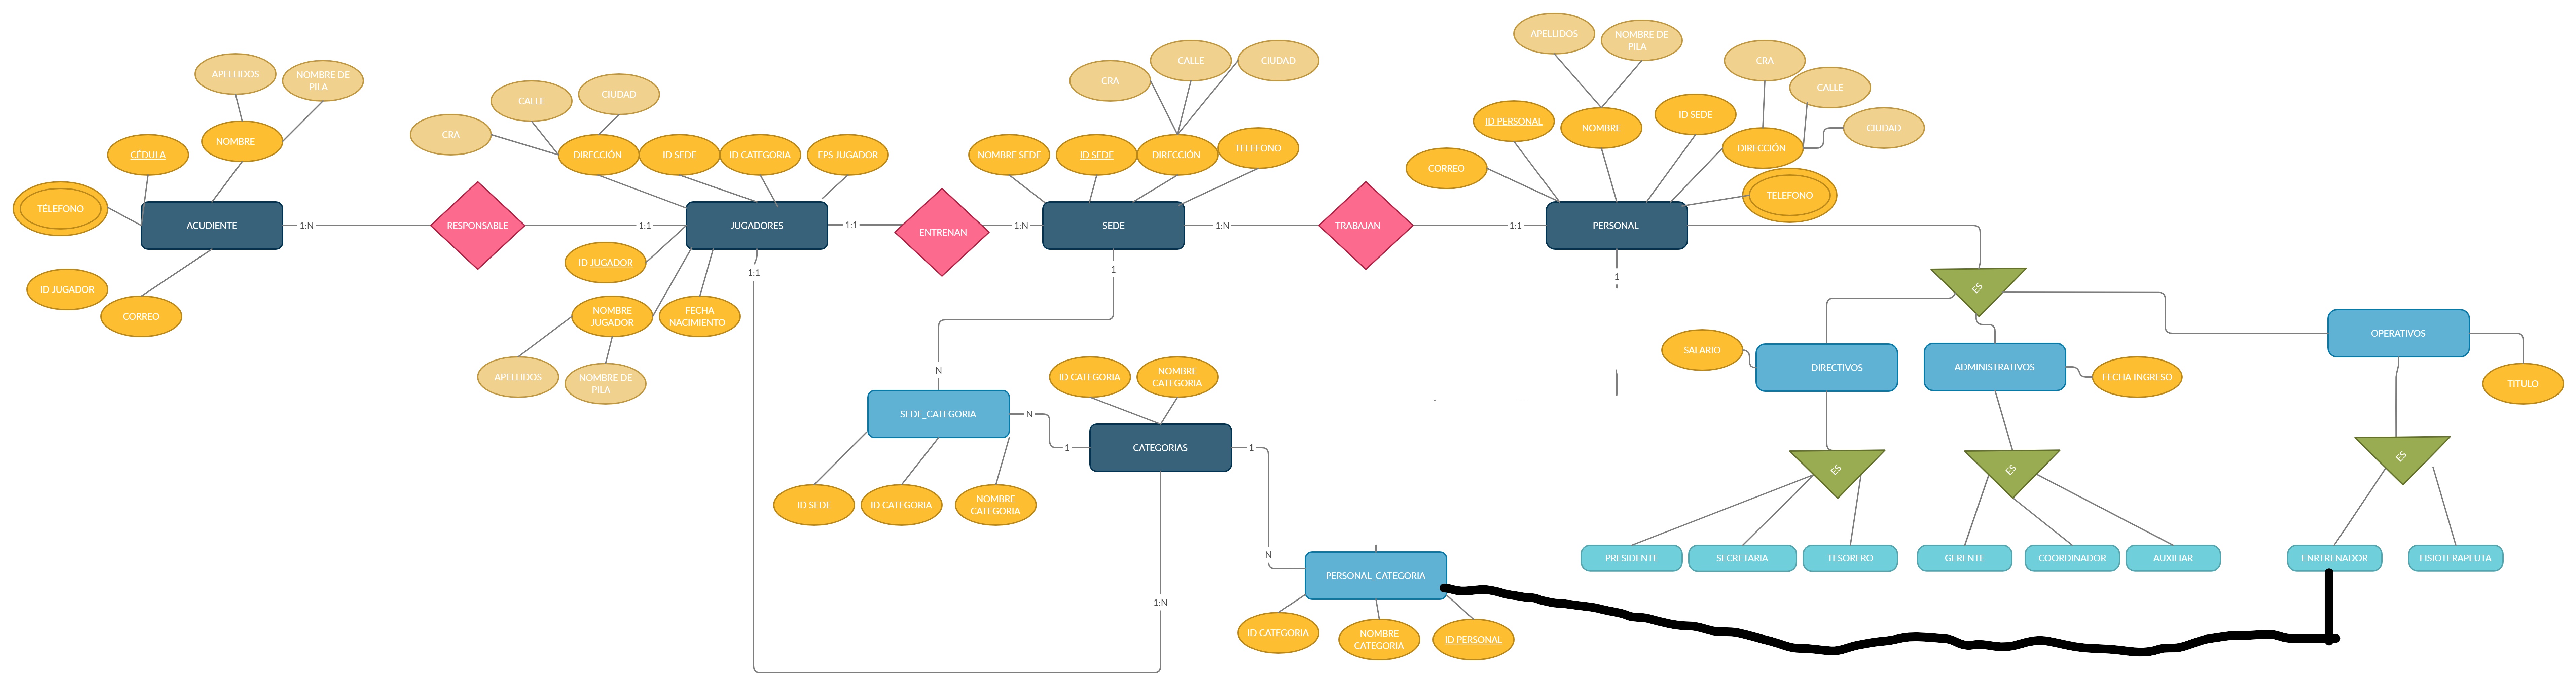 APELLIDOS
NOMBRE DE
PILA
CÉDULA
NOMBRE
TÉLEFONO
ACUDIENTE
ID JUGADOR
CORREO
1:N
RESPONSABLE
1:1
CRA
CALLE
CIUDAD
DIRECCIÓN
ID SEDE
ID CATEGORIA
EPS JUGADOR
JUGADORES
ID JUGADOR
NOMBRE
JUGADOR
FECHA
NACIMIENTO
APELLIDOS
NOMBRE DE
PILA
1:1
1:1
ENTRENAN
1:N
CRA
CALLE
CIUDAD
NOMBRE SEDE
ID SEDE
DIRECCIÓN
TELEFONO
SEDE
1:N
TRABAJAN
1:1
1
N
APELLIDOS
NOMBRE DE
PILA
CRA
CALLE
CIUDAD
ID PERSONAL
NOMBRE
ID SEDE
DIRECCIÓN
CORREO
TELEFONO
PERSONAL
1
ES
SALARIO
DIRECTIVOS
ADMINISTRATIVOS
FECHA INGRESO
OPERATIVOS
TITULO
ID CATEGORIA
NOMBRE
CATEGORIA
SEDE_CATEGORIA
N
1
CATEGORIAS
1
ID SEDE
ID CATEGORIA
NOMBRE
CATEGORIA
ES
ES
ES
N
PRESIDENTE
SECRETARIA
TESORERO
GERENTE
COORDINADOR
AUXILIAR
ENRTRENADOR
FISIOTERAPEUTA
PERSONAL_CATEGORIA
1:N
ID CATEGORIA
NOMBRE
CATEGORIA
ID PERSONAL